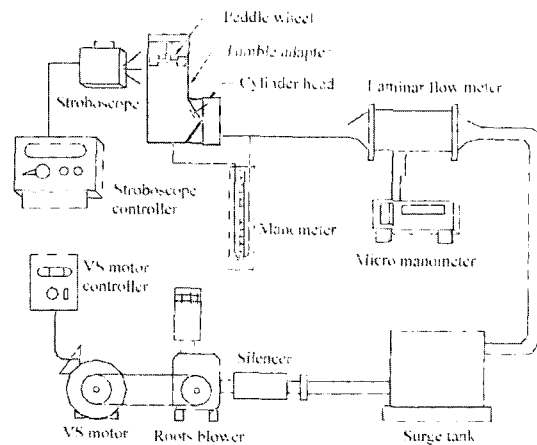 Paddle wheel
Tumble adapter
Cylinder head
Laminar flow meter
Stroboscope
Stroboscope
controller
Manometer
Micro manometer
VS motor
controller
Silencer
VS motor
Roots blower
Surge tank